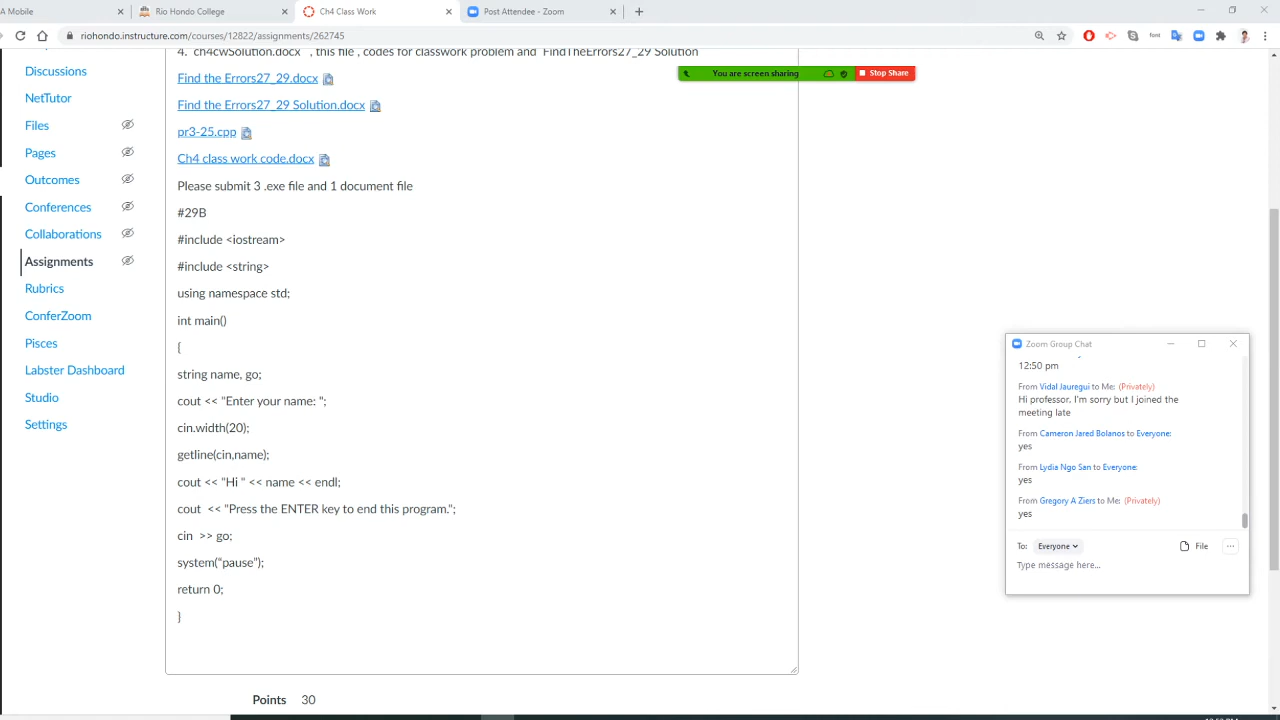 A Mobile
Rio Hondo College
Ch4 Class Work
Post Attendee - Zoom
riohondo.instructure.com/courses/12822/assignments/262745
You are screen sharing
Stop Share
Discussions
NetTutor
Files
Pages
Outcomes
Conferences
Collaborations
Assignments
Rubrics
ConferZoom
Pisces
Labster Dashboard
Studio
Settings
4. ch4cwSolution.docx , this file , codes for classwork problem and FindTheErrors27_29 Solution
Find the Errors27_29.docx
Find the Errors27_29 Solution.docx
pr3-25.cpp
Ch4 class work code.docx
Please submit 3 .exe file and 1 document file
#29B
#include <iostream>
#include <string>
using namespace std;
int main()
{
string name, go;
cout << "Enter your name: ";
cin.width(20);
getline(cin,name);
cout << "Hi " << name << endl;
cout << "Press the ENTER key to end this program.";
cin >> go;
system("pause");
return 0;
}
Points 30
Zoom Group Chat
12:50 pm
From Vidal Jauregui to Me: (Privately)
Hi professor. I'm sorry but I joined the
meeting late
From Cameron Jared Bolanos to Everyone:
yes
From Lydia Ngo San to Everyone:
yes
From Gregory A Ziers to Me: (Privately)
yes
To: Everyone
File
Type message here...